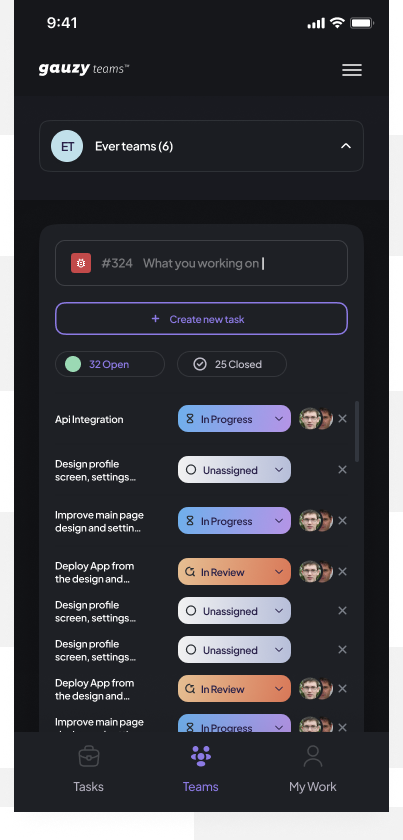 9:41
gauzy teams™
ET Ever teams (6)
#324 What you working on
+ Create new task
32 Open 25 Closed
Api Integration In Progress
Design profile
screen, settings... Unassigned
Improve main page
design and settin... In Progress
Deploy App from
the design and... In Review
Design profile
screen, settings... Unassigned
Design profile
screen, settings... Unassigned
Deploy App from
the design and... In Review
Improve main page In Progress
Tasks Teams My Work